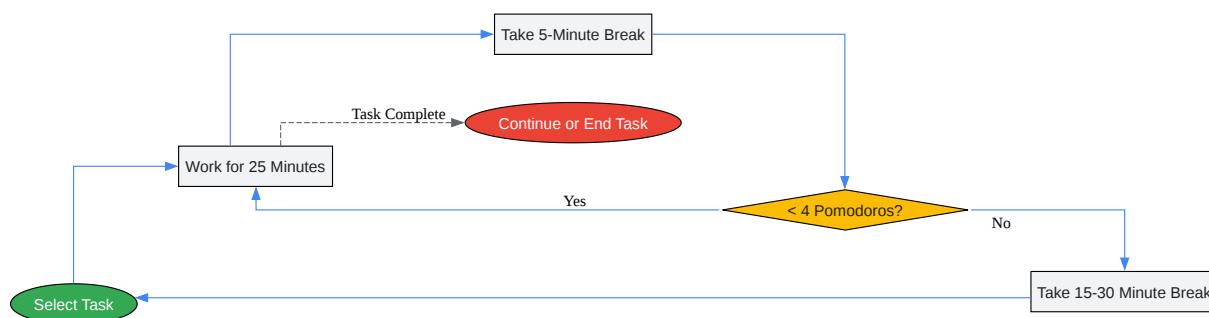 Take 5-Minute Break
Task Complete
Continue or End Task
Work for 25 Minutes
Yes
< 4 Pomodoros?
No
Take 15-30 Minute Break
Select Task